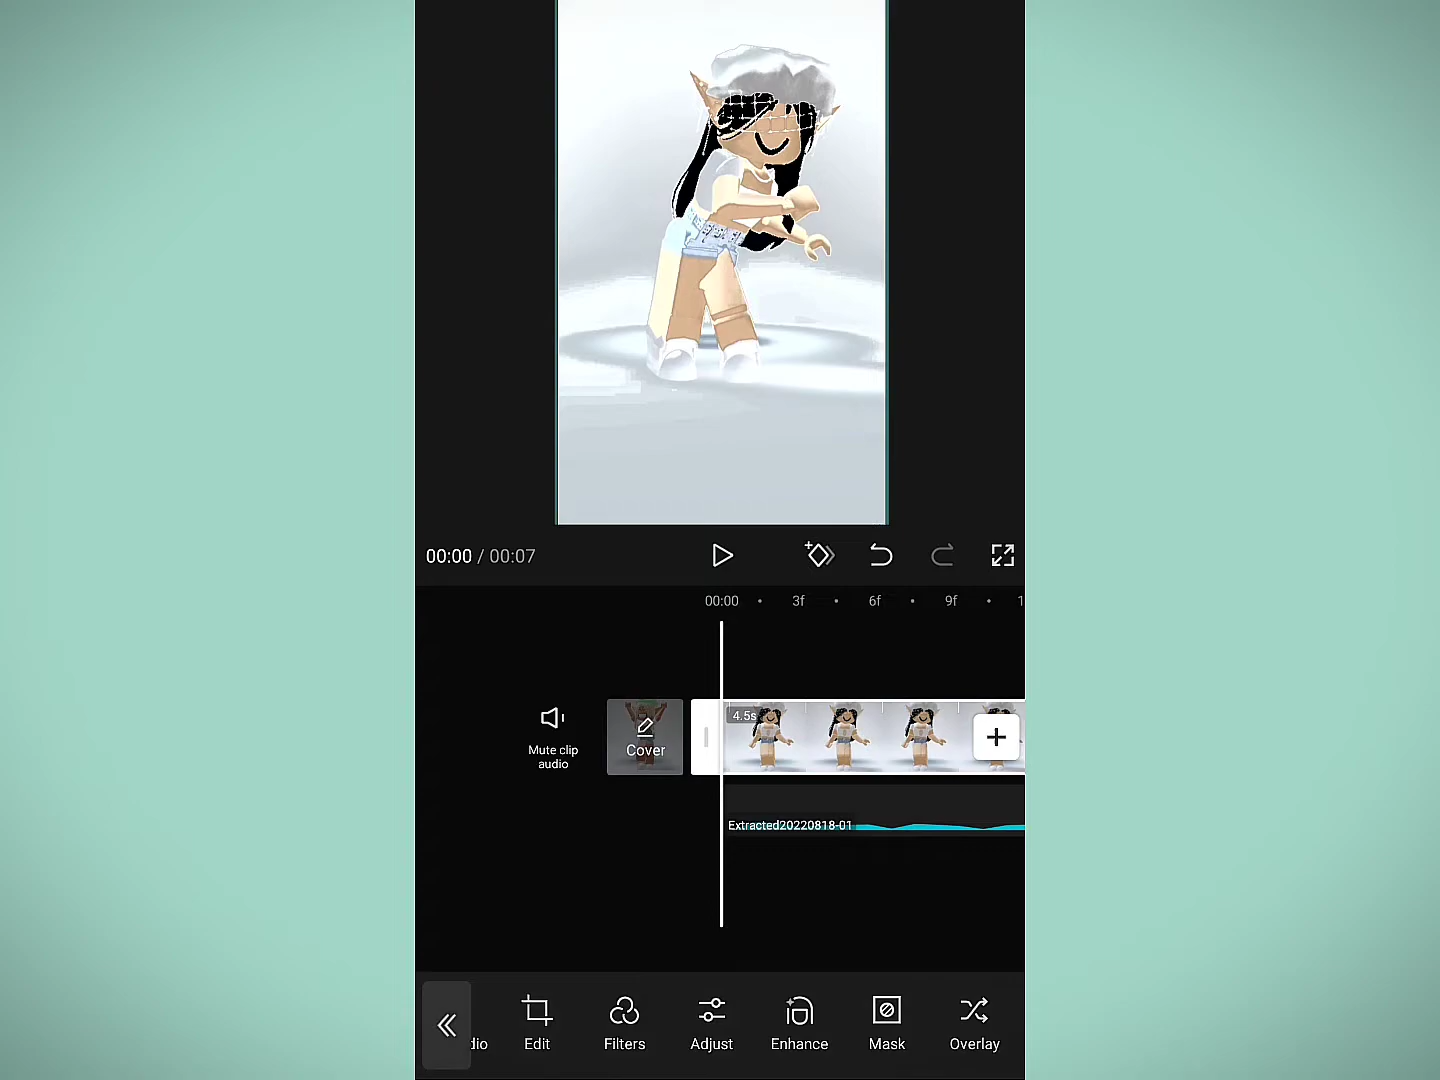 00:00 / 00:07
00:00 3f 6f 9f 1
Mute clip
audio
Cover
4.5s
Extracted20220818-01
dio Edit Filters Adjust Enhance Mask Overlay